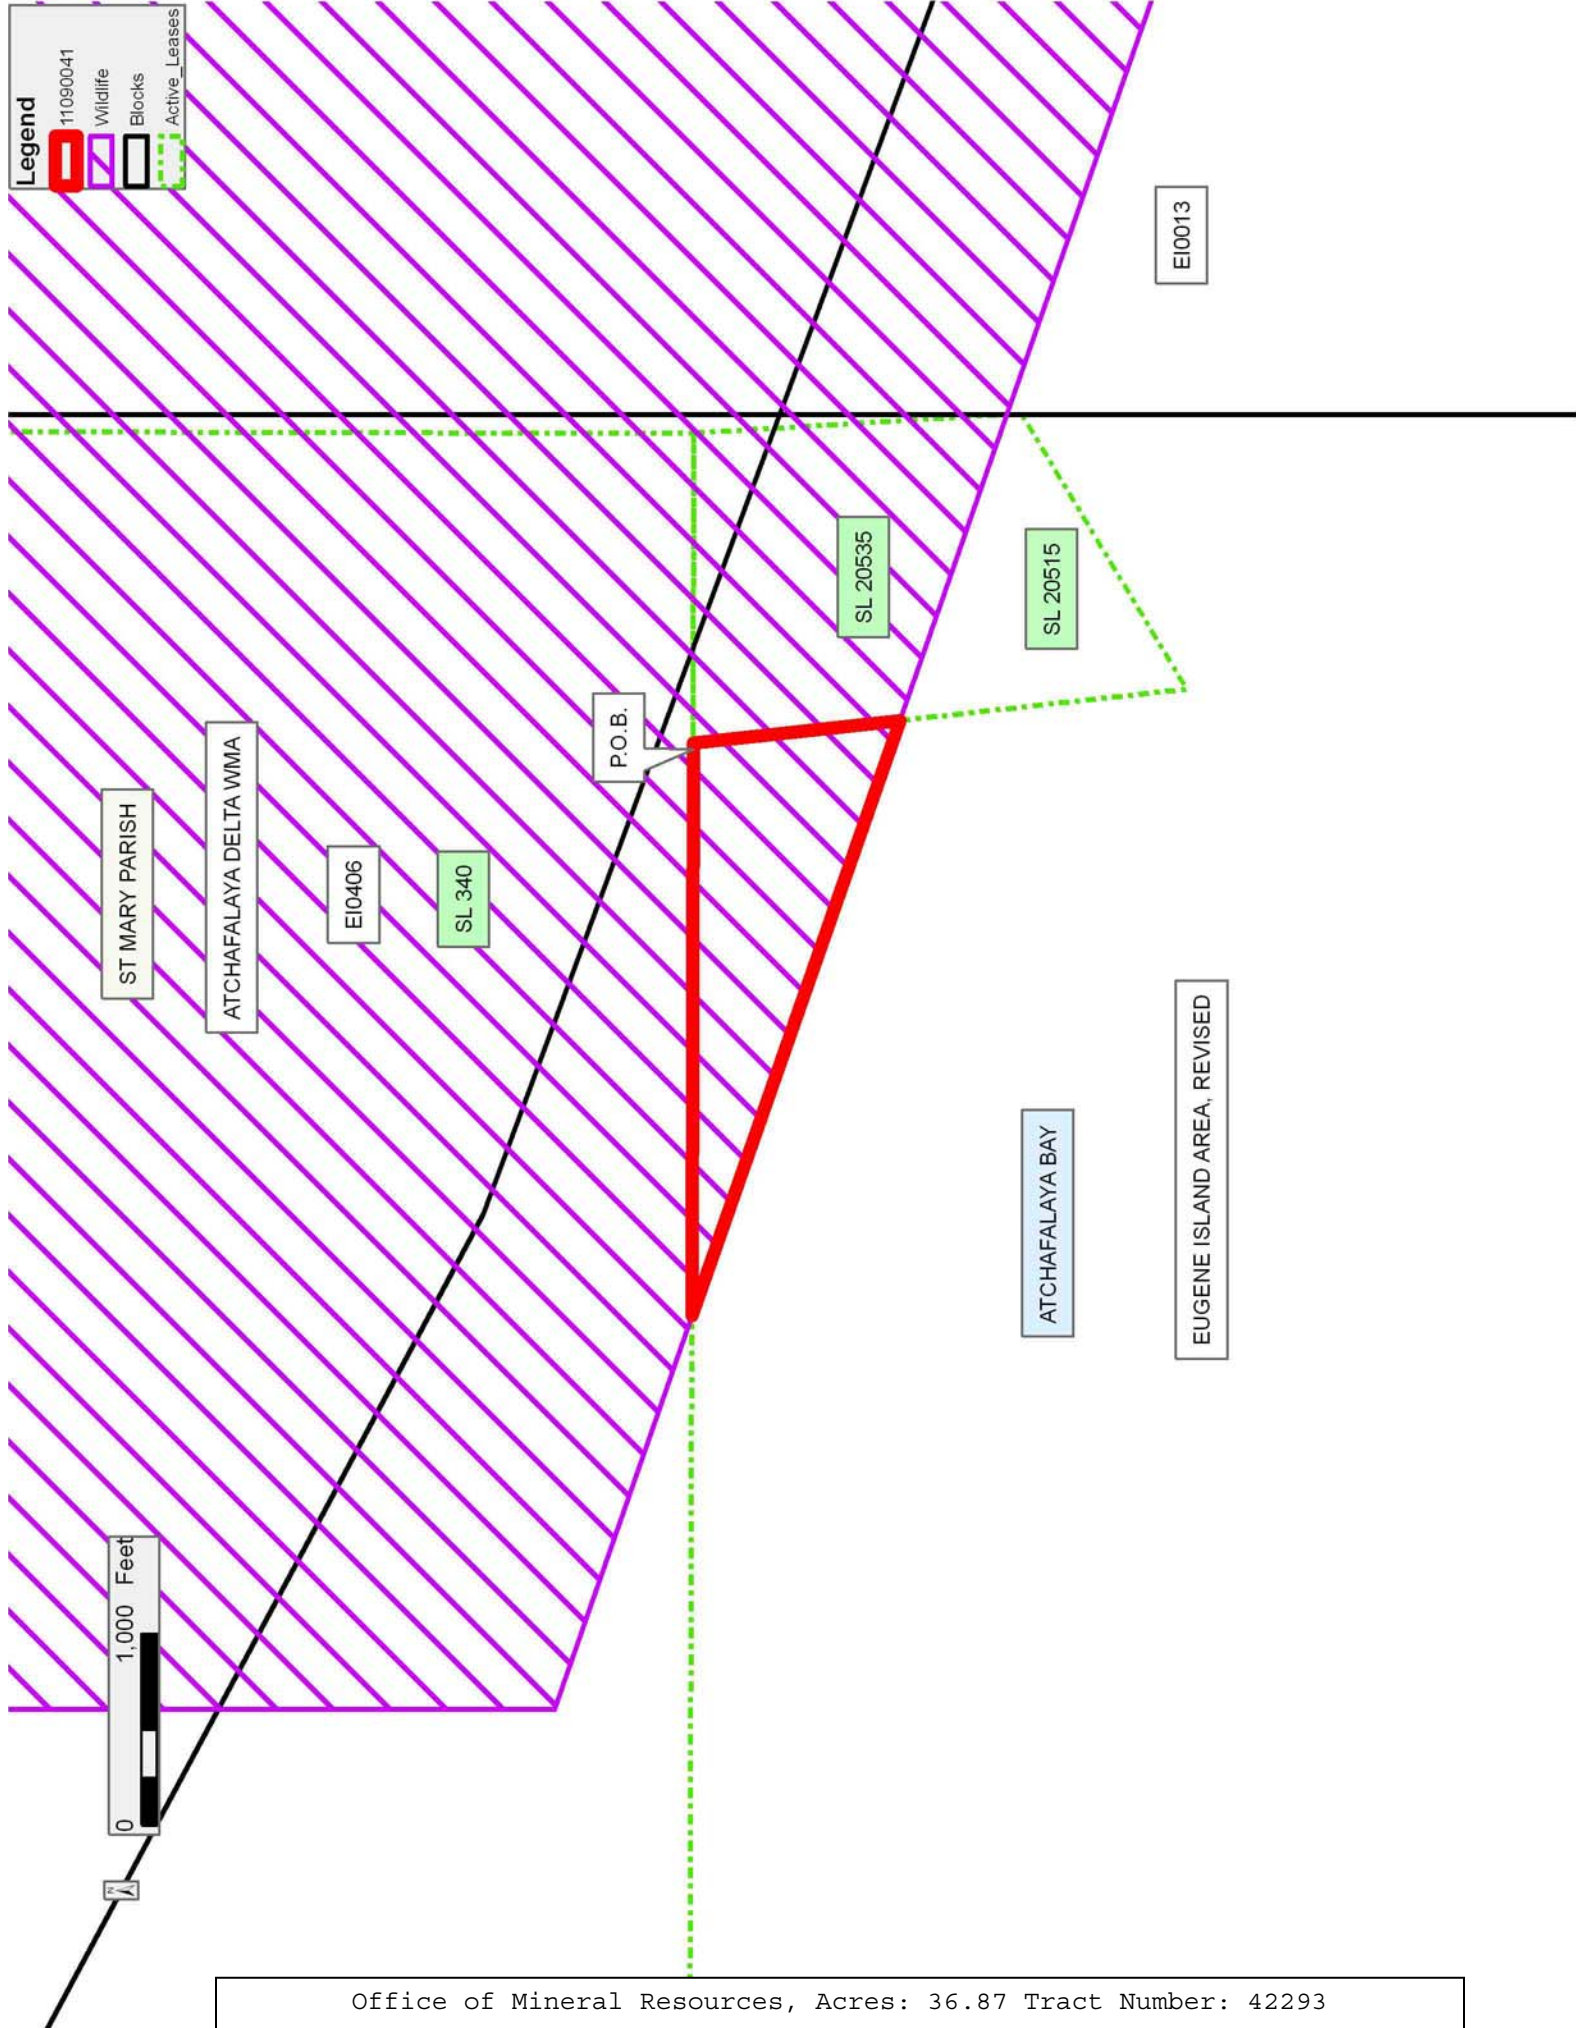 Legend
11090041
Wildlife
Blocks
Active_Leases
EI0013
SL 20535
SL 20515
P.O.B.
ST MARY PARISH
ATCHAFALAYA DELTA WMA
EI0406
SL 340
ATCHAFALAYA BAY
EUGENE ISLAND AREA, REVISED
0 1,000 Feet
N
Office of Mineral Resources, Acres: 36.87 Tract Number: 42293